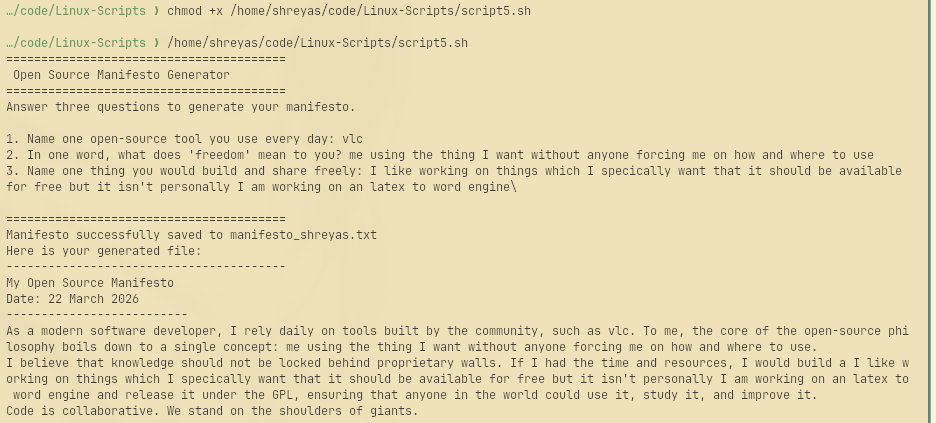 …/code/Linux-Scripts ❯ chmod +x /home/shreyas/code/Linux-Scripts/script5.sh
…/code/Linux-Scripts ❯ /home/shreyas/code/Linux-Scripts/script5.sh
========================================
 Open Source Manifesto Generator
========================================
Answer three questions to generate your manifesto.
1. Name one open-source tool you use every day: vlc
2. In one word, what does 'freedom' mean to you? me using the thing I want without anyone forcing me on how and where to use
3. Name one thing you would build and share freely: I like working on things which I specically want that it should be available
for free but it isn't personally I am working on an latex to word engine\
========================================
Manifesto successfully saved to manifesto_shreyas.txt
Here is your generated file:
----------------------------------------
My Open Source Manifesto
Date: 22 March 2026
--------------------------
As a modern software developer, I rely daily on tools built by the community, such as vlc. To me, the core of the open-source phi
losophy boils down to a single concept: me using the thing I want without anyone forcing me on how and where to use.
I believe that knowledge should not be locked behind proprietary walls. If I had the time and resources, I would build a I like w
orking on things which I specically want that it should be available for free but it isn't personally I am working on an latex to
 word engine and release it under the GPL, ensuring that anyone in the world could use it, study it, and improve it.
Code is collaborative. We stand on the shoulders of giants.